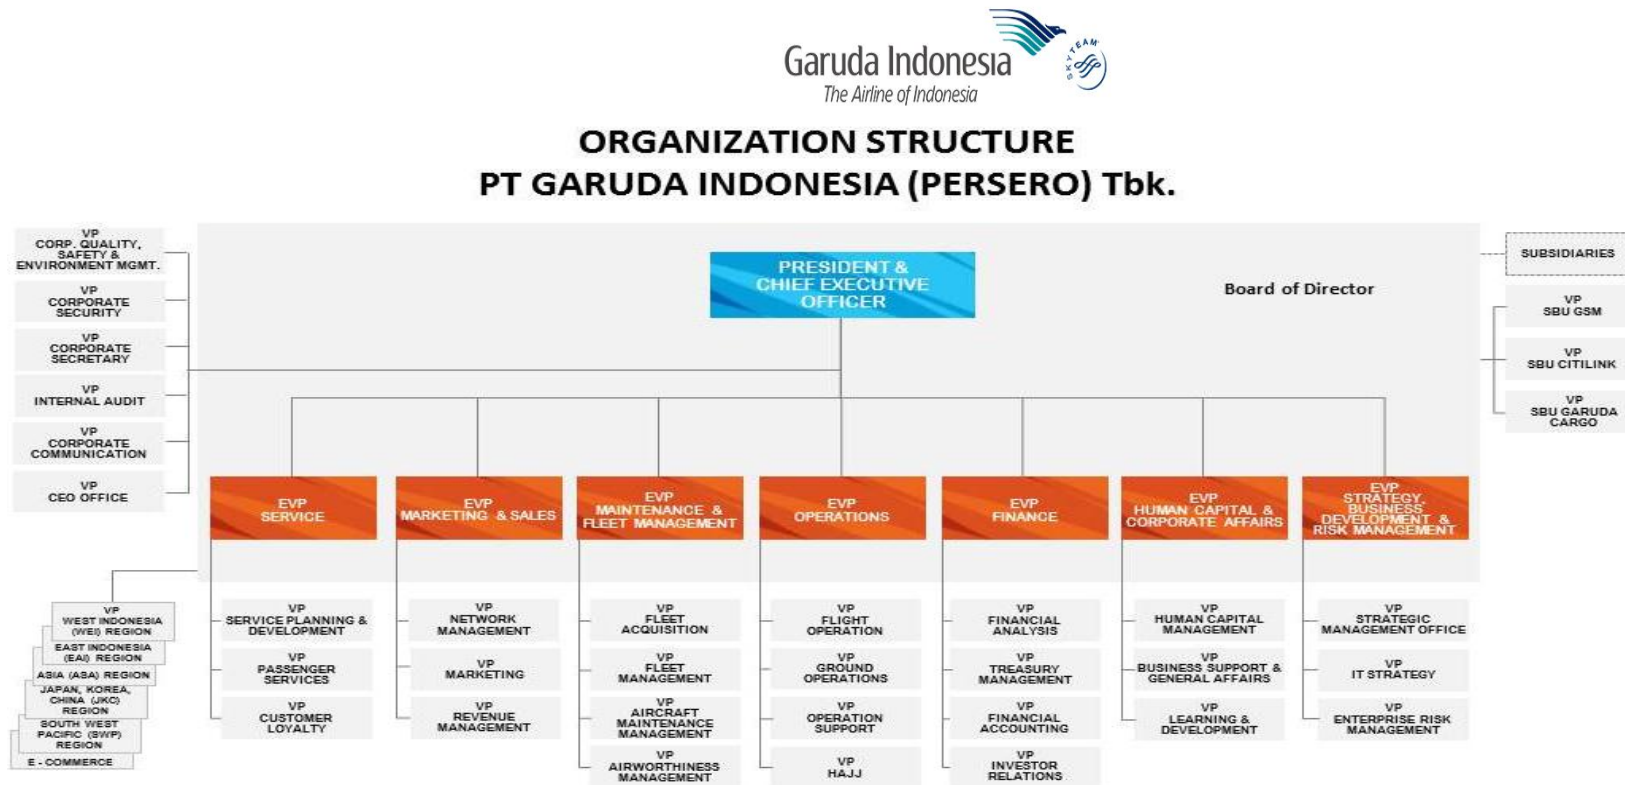 Garuda Indonesia
The Airline of Indonesia
SKYTEAM
ORGANIZATION STRUCTURE
PT GARUDA INDONESIA (PERSERO) Tbk.
VP
CORP. QUALITY,
SAFETY &
ENVIRONMENT MGMT.
VP
CORPORATE
SECURITY
VP
CORPORATE
SECRETARY
VP
INTERNAL AUDIT
VP
CORPORATE
COMMUNICATION
VP
CEO OFFICE
PRESIDENT &
CHIEF EXECUTIVE
OFFICER
Board of Director
SUBSIDIARIES
VP
SBU GSM
VP
SBU CITILINK
VP
SBU GARUDA
CARGO
EVP
SERVICE
EVP
MARKETING & SALES
EVP
MAINTENANCE &
FLEET MANAGEMENT
EVP
OPERATIONS
EVP
FINANCE
EVP
HUMAN CAPITAL &
CORPORATE AFFAIRS
EVP
STRATEGY,
BUSINESS
DEVELOPMENT &
RISK MANAGEMENT
VP
WEST INDONESIA
(WEI) REGION
EAST INDONESIA
(EAI) REGION
ASIA (ASA) REGION
JAPAN, KOREA,
CHINA (JKC)
REGION
SOUTH WEST
PACIFIC (SWP)
REGION
E - COMMERCE
VP
SERVICE PLANNING &
DEVELOPMENT
VP
PASSENGER
SERVICES
VP
CUSTOMER
LOYALTY
VP
NETWORK
MANAGEMENT
VP
MARKETING
VP
REVENUE
MANAGEMENT
VP
FLEET
ACQUISITION
VP
FLEET
MANAGEMENT
VP
AIRCRAFT
MAINTENANCE
MANAGEMENT
VP
AIRWORTHINESS
MANAGEMENT
VP
FLIGHT
OPERATION
VP
GROUND
OPERATIONS
VP
OPERATION
SUPPORT
VP
HAJJ
VP
FINANCIAL
ANALYSIS
VP
TREASURY
MANAGEMENT
VP
FINANCIAL
ACCOUNTING
VP
INVESTOR
RELATIONS
VP
HUMAN CAPITAL
MANAGEMENT
VP
BUSINESS SUPPORT &
GENERAL AFFAIRS
VP
LEARNING &
DEVELOPMENT
VP
STRATEGIC
MANAGEMENT OFFICE
VP
IT STRATEGY
VP
ENTERPRISE RISK
MANAGEMENT